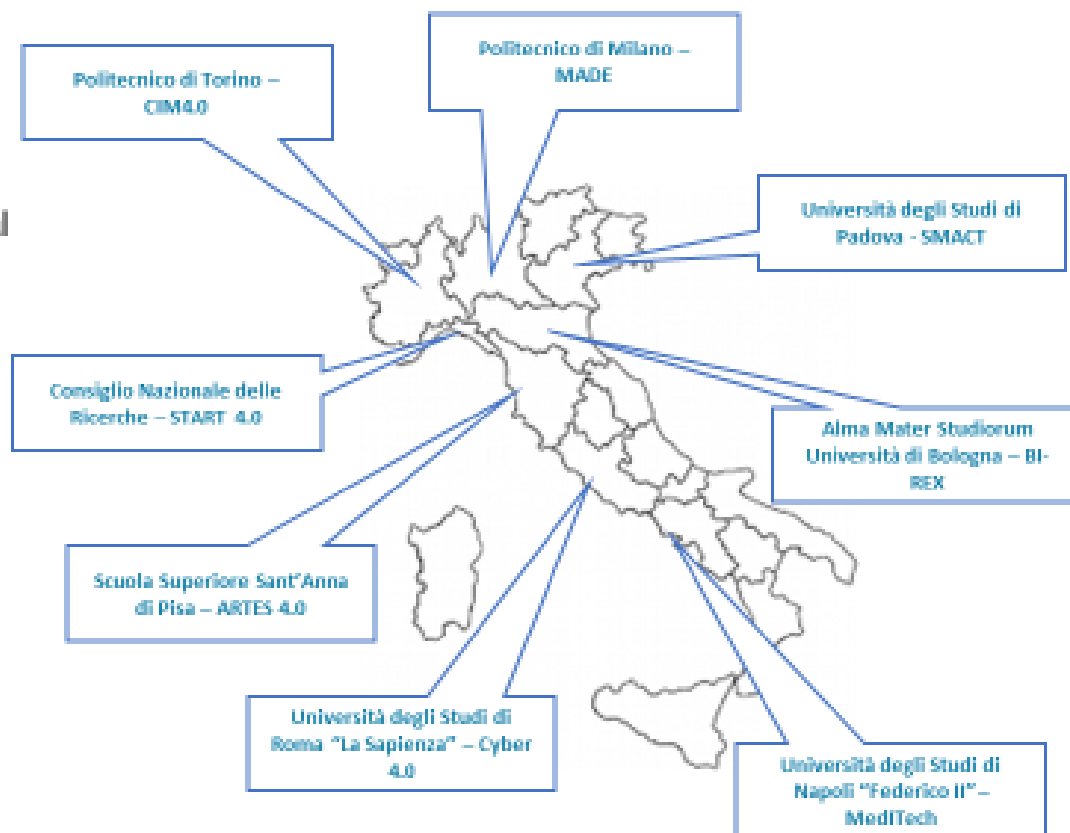 Politecnico di Milano –
MADE
Politecnico di Torino –
CIM4.0
Università degli Studi di
Padova - SMACT
Consiglio Nazionale delle
Ricerche – START 4.0
Alma Mater Studiorum
Università di Bologna – BI-
REX
Scuola Superiore Sant'Anna
di Pisa – ARTES 4.0
Università degli Studi di
Roma "La Sapienza" – Cyber
4.0
Università degli Studi di
Napoli "Federico II" –
MediTech